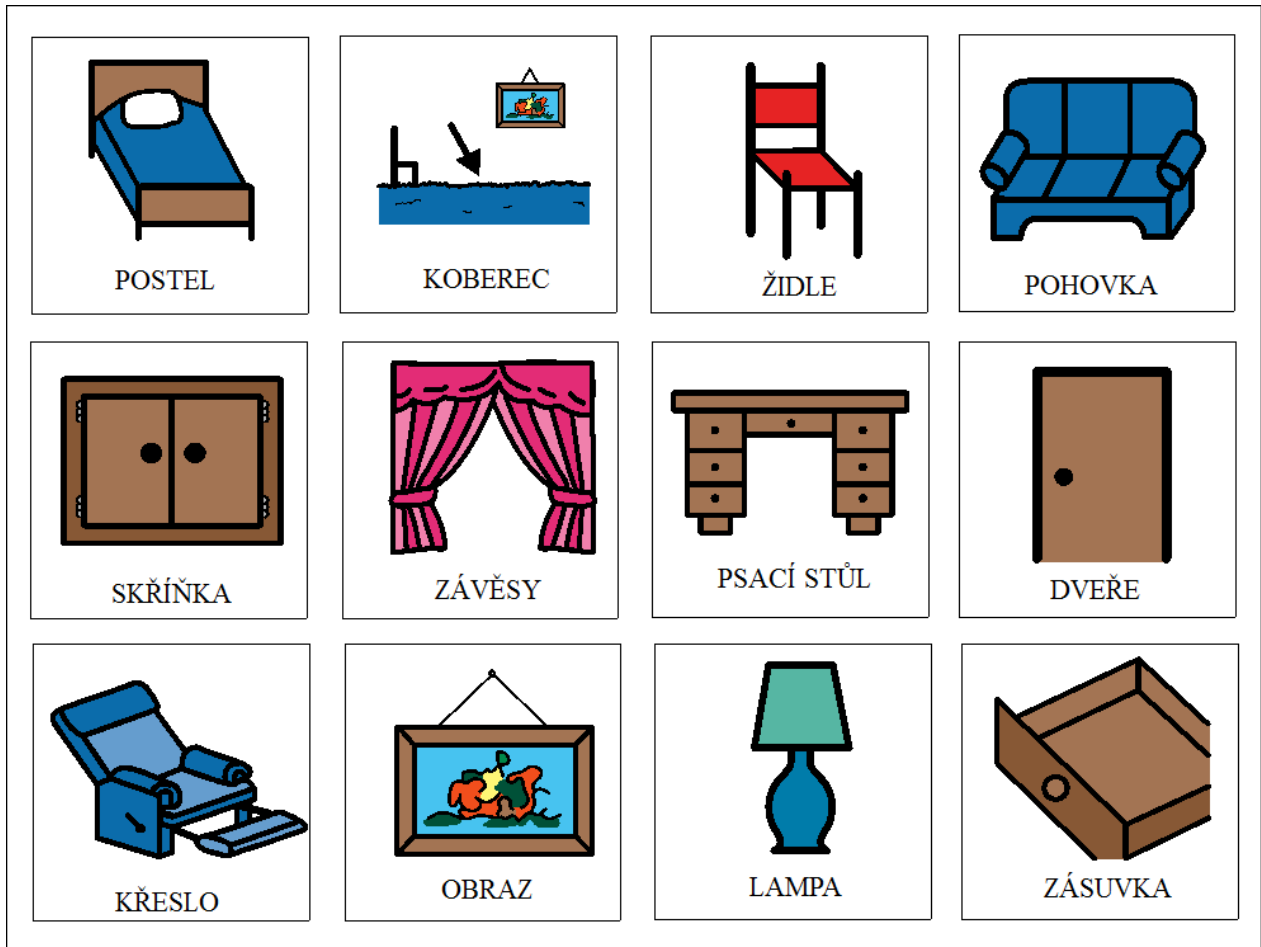 POSTEL
KOBEREC
ŽIDLE
POHOVKA
SKŘÍŇKA
ZÁVĚSY
PSACÍ STŮL
DVEŘE
KŘESLO
OBRAZ
LAMPA
ZÁSUVKA